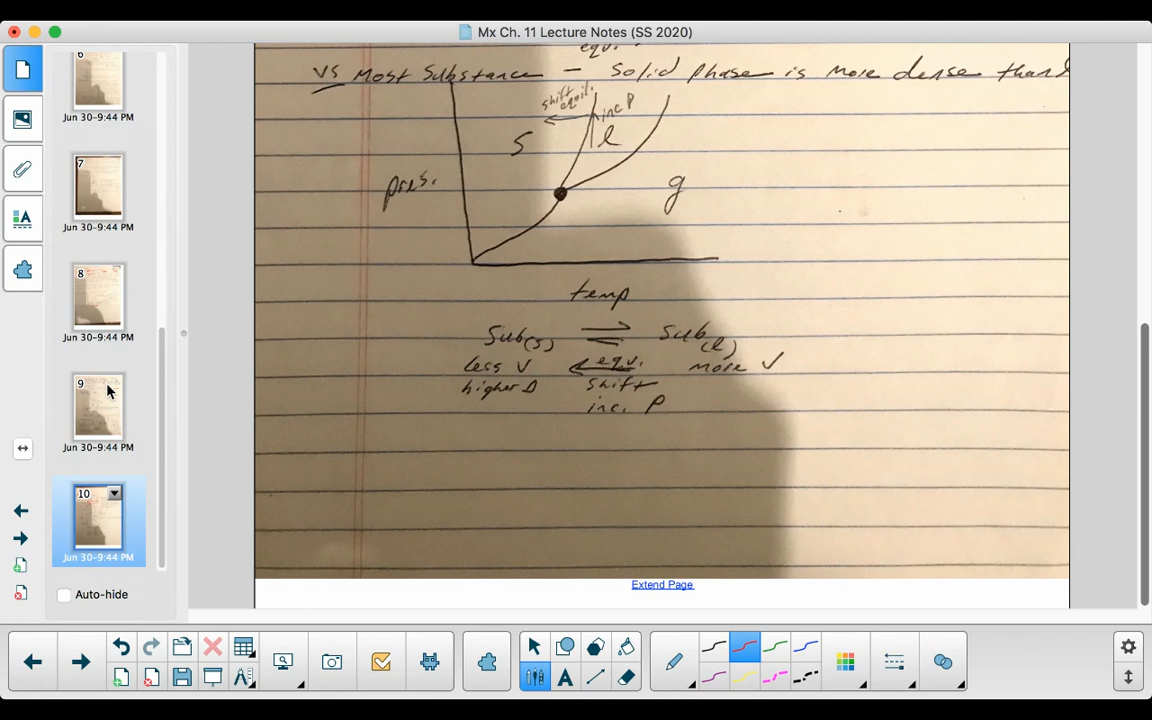 Mx Ch. 11 Lecture Notes (SS 2020)
6
Jun 30-9:44 PM
7
Jun 30-9:44 PM
8
Jun 30-9:44 PM
9
Jun 30-9:44 PM
10
Jun 30-9:44 PM
Auto-hide
equ.
vs Most Substance - Solid phase is more dense than l
shift
equil.
inc P
s
l
pres.
g
temp
Sub(s) ⇌ Sub(l)
less V ← equ. more V
higher D shift
inc. P
Extend Page